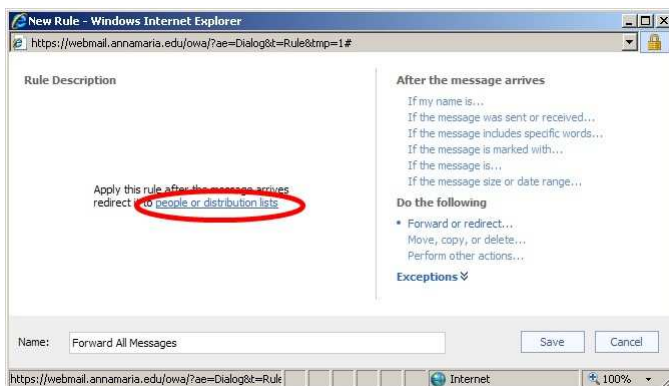 New Rule - Windows Internet Explorer
https://webmail.annamaria.edu/owa/?ae=Dialog&t=Rule&tmp=1#
Rule Description
Apply this rule after the message arrives
redirect it to people or distribution lists
After the message arrives
If my name is...
If the message was sent or received...
If the message includes specific words...
If the message is marked with...
If the message is...
If the message size or date range...
Do the following
Forward or redirect...
Move, copy, or delete...
Perform other actions...
Exceptions
Name: Forward All Messages
Save Cancel
https://webmail.annamaria.edu/owa/?ae=Dialog&t=Rule Internet 100%